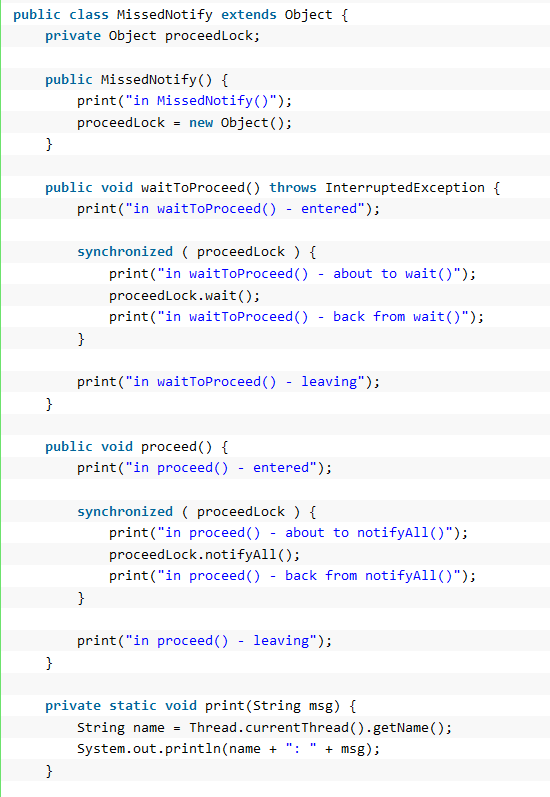 public class MissedNotify extends Object {
    private Object proceedLock;

    public MissedNotify() {
        print("in MissedNotify()");
        proceedLock = new Object();
    }

    public void waitToProceed() throws InterruptedException {
        print("in waitToProceed() - entered");

        synchronized ( proceedLock ) {
            print("in waitToProceed() - about to wait()");
            proceedLock.wait();
            print("in waitToProceed() - back from wait()");
        }

        print("in waitToProceed() - leaving");
    }

    public void proceed() {
        print("in proceed() - entered");

        synchronized ( proceedLock ) {
            print("in proceed() - about to notifyAll()");
            proceedLock.notifyAll();
            print("in proceed() - back from notifyAll()");
        }

        print("in proceed() - leaving");
    }

    private static void print(String msg) {
        String name = Thread.currentThread().getName();
        System.out.println(name + ": " + msg);
    }